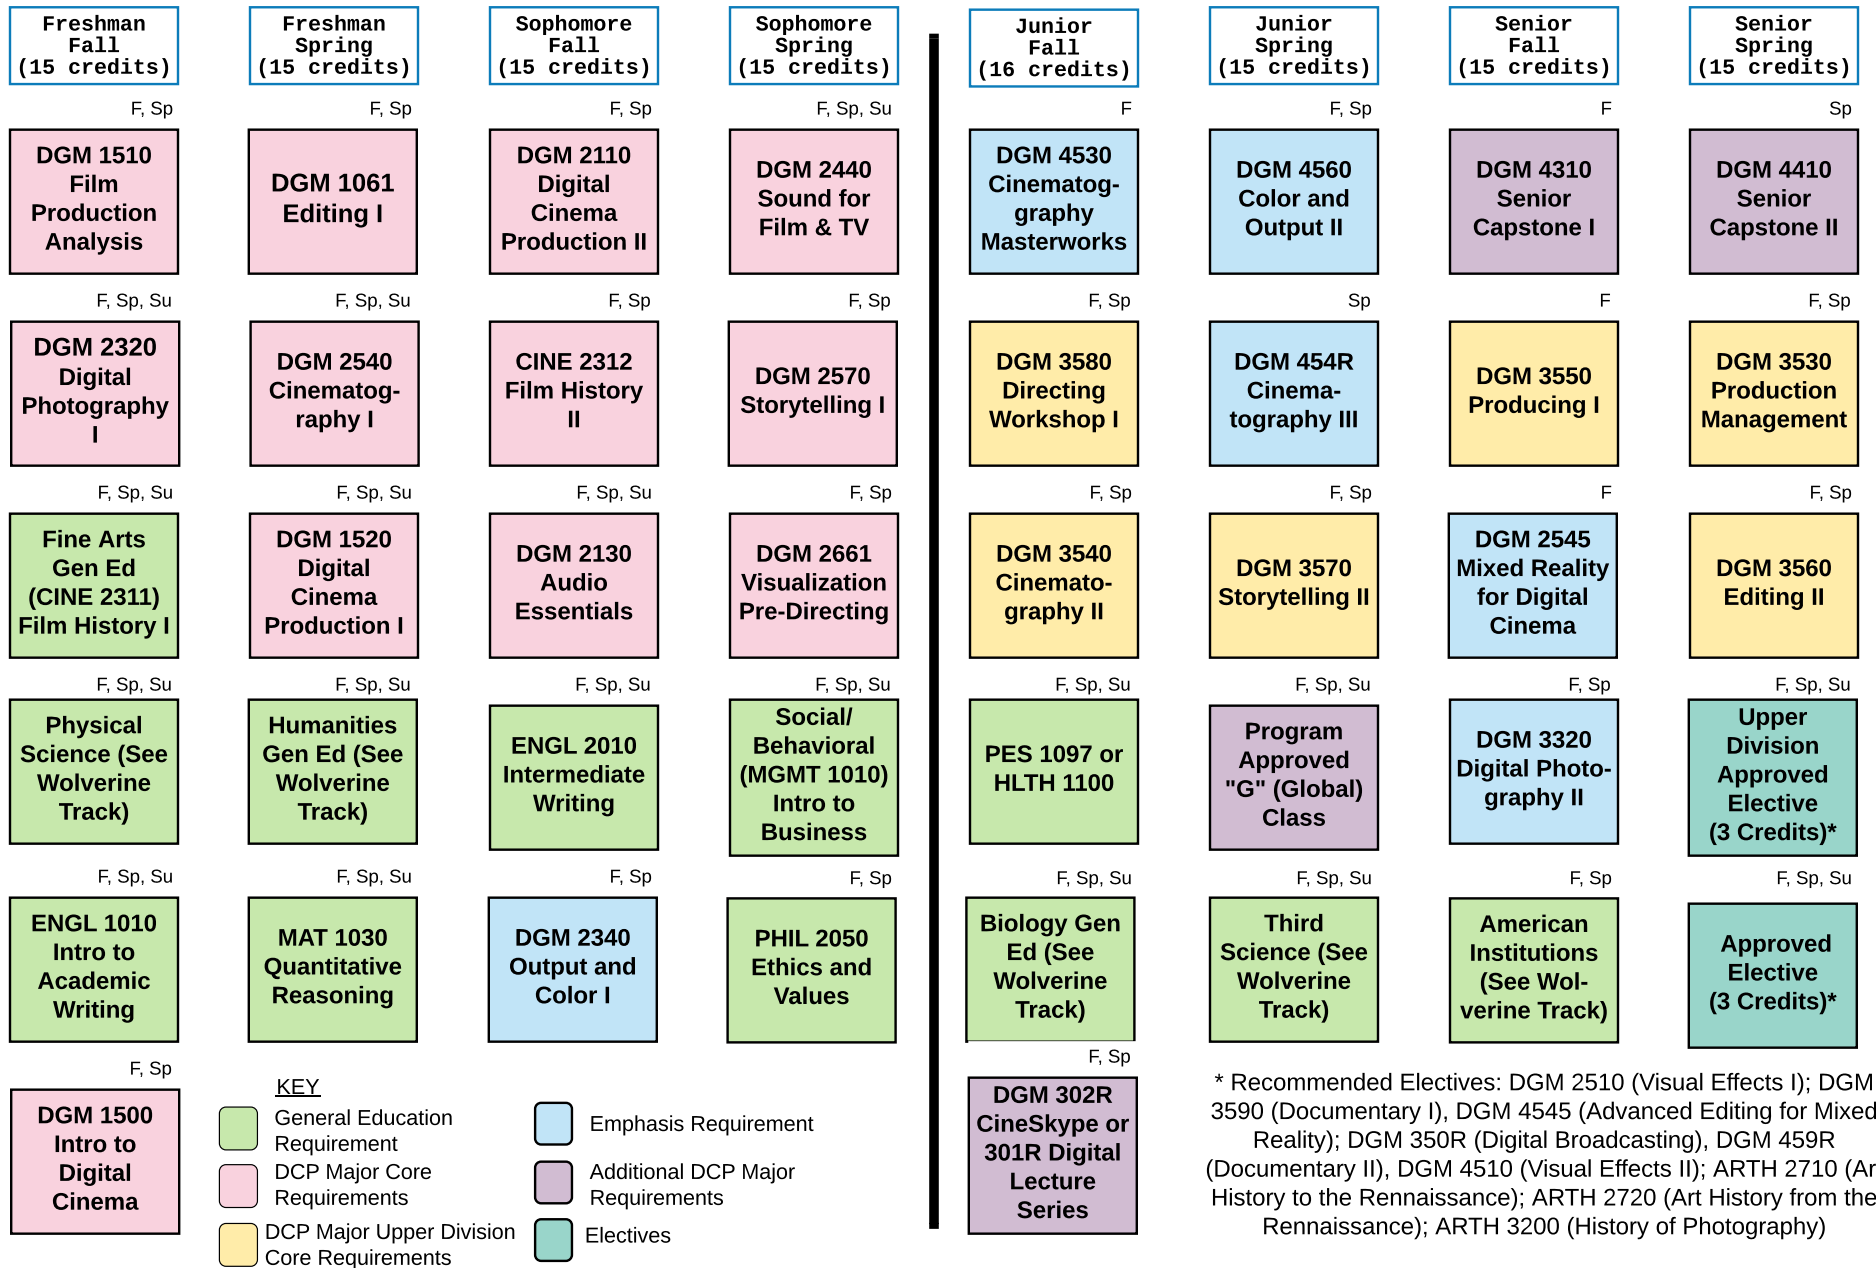 Freshman
Fall
(15 credits)
F, Sp
DGM 1510
Film
Production
Analysis
F, Sp, Su
DGM 2320
Digital
Photography
I
F, Sp, Su
Fine Arts
Gen Ed
(CINE 2311)
Film History I
F, Sp, Su
Physical
Science (See
Wolverine
Track)
F, Sp, Su
ENGL 1010
Intro to
Academic
Writing
F, Sp
DGM 1500
Intro to
Digital
Cinema
Freshman
Spring
(15 credits)
F, Sp
DGM 1061
Editing I
F, Sp, Su
DGM 2540
Cinematog-
raphy I
F, Sp, Su
DGM 1520
Digital
Cinema
Production I
F, Sp, Su
Humanities
Gen Ed (See
Wolverine
Track)
F, Sp, Su
MAT 1030
Quantitative
Reasoning
Sophomore
Fall
(15 credits)
F, Sp
DGM 2110
Digital
Cinema
Production II
F, Sp
CINE 2312
Film History
II
F, Sp, Su
DGM 2130
Audio
Essentials
F, Sp, Su
ENGL 2010
Intermediate
Writing
F, Sp
DGM 2340
Output and
Color I
Sophomore
Spring
(15 credits)
F, Sp, Su
DGM 2440
Sound for
Film & TV
F, Sp
DGM 2570
Storytelling I
F, Sp
DGM 2661
Visualization
Pre-Directing
F, Sp, Su
Social/
Behavioral
(MGMT 1010)
Intro to
Business
F, Sp
PHIL 2050
Ethics and
Values
Junior
Fall
(16 credits)
F
DGM 4530
Cinematog-
graphy
Masterworks
F, Sp
DGM 3580
Directing
Workshop I
F, Sp
DGM 3540
Cinemato-
graphy II
F, Sp, Su
PES 1097 or
HLTH 1100
F, Sp, Su
Biology Gen
Ed (See
Wolverine
Track)
F, Sp
DGM 302R
CineSkype or
301R Digital
Lecture
Series
Junior
Spring
(15 credits)
F, Sp
DGM 4560
Color and
Output II
Sp
DGM 454R
Cinema-
tography III
F, Sp
DGM 3570
Storytelling II
F, Sp, Su
Program
Approved
"G" (Global)
Class
F, Sp, Su
Third
Science (See
Wolverine
Track)
Senior
Fall
(15 credits)
F
DGM 4310
Senior
Capstone I
F
DGM 3550
Producing I
F
DGM 2545
Mixed Reality
for Digital
Cinema
F, Sp
DGM 3320
Digital Photo-
graphy II
F, Sp
American
Institutions
(See Wol-
verine Track)
Senior
Spring
(15 credits)
Sp
DGM 4410
Senior
Capstone II
F, Sp
DGM 3530
Production
Management
F, Sp
DGM 3560
Editing II
F, Sp, Su
Upper
Division
Approved
Elective
(3 Credits)*
F, Sp, Su
Approved
Elective
(3 Credits)*
KEY
General Education
Requirement
DCP Major Core
Requirements
DCP Major Upper Division
Core Requirements
Emphasis Requirement
Additional DCP Major
Requirements
Electives
* Recommended Electives: DGM 2510 (Visual Effects I); DGM
3590 (Documentary I), DGM 4545 (Advanced Editing for Mixed
Reality); DGM 350R (Digital Broadcasting), DGM 459R
(Documentary II), DGM 4510 (Visual Effects II); ARTH 2710 (Ar
History to the Rennaissance); ARTH 2720 (Art History from the
Rennaissance); ARTH 3200 (History of Photography)